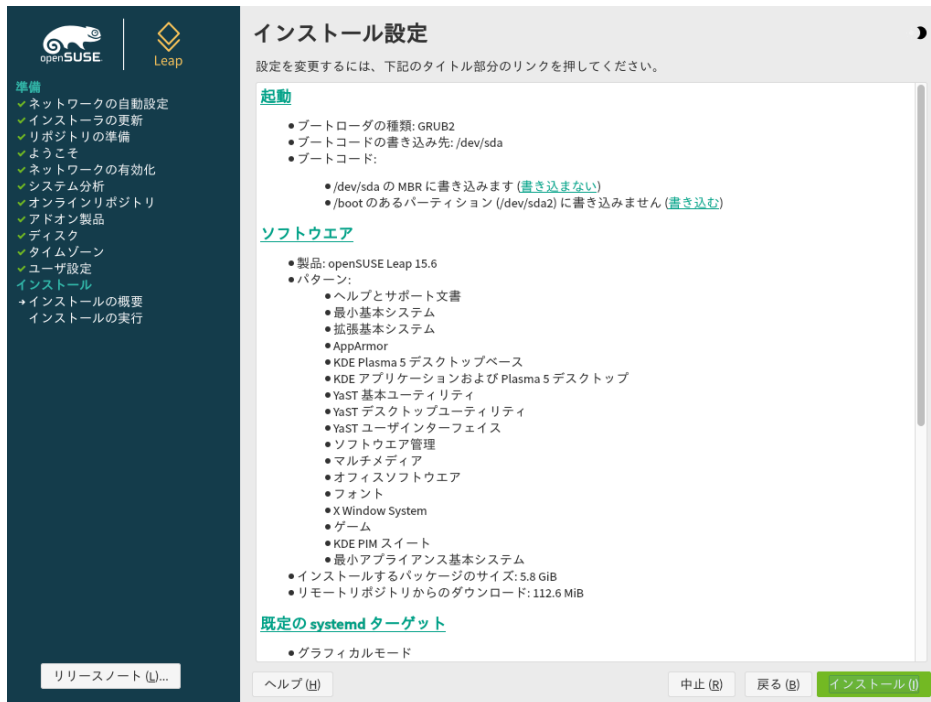 openSUSE.
Leap
準備
ネットワークの自動設定
インストーラの更新
リポジトリの準備
ようこそ
ネットワークの有効化
システム分析
オンラインリポジトリ
アドオン製品
ディスク
タイムゾーン
ユーザ設定
インストール
インストールの概要
インストールの実行
リリースノート (L)...
インストール設定
設定を変更するには、下記のタイトル部分のリンクを押してください。
起動
●ブートローダの種類: GRUB2
●ブートコードの書き込み先: /dev/sda
●ブートコード:
●/dev/sda の MBR に書き込みます (書き込まない)
●/boot のあるパーティション (/dev/sda2) に書き込みません (書き込む)
ソフトウエア
●製品: openSUSE Leap 15.6
●パターン:
●ヘルプとサポート文書
●最小基本システム
●拡張基本システム
●AppArmor
●KDE Plasma 5 デスクトップベース
●KDE アプリケーションおよび Plasma 5 デスクトップ
●YaST 基本ユーティリティ
●YaST デスクトップユーティリティ
●YaST ユーザインターフェイス
●ソフトウエア管理
●マルチメディア
●オフィスソフトウエア
●フォント
●X Window System
●ゲーム
●KDE PIM スイート
●最小アプライアンス基本システム
●インストールするパッケージのサイズ: 5.8 GiB
●リモートリポジトリからのダウンロード: 112.6 MiB
既定の systemd ターゲット
●グラフィカルモード
ヘルプ (H)
中止 (R)
戻る (B)
インストール (I)